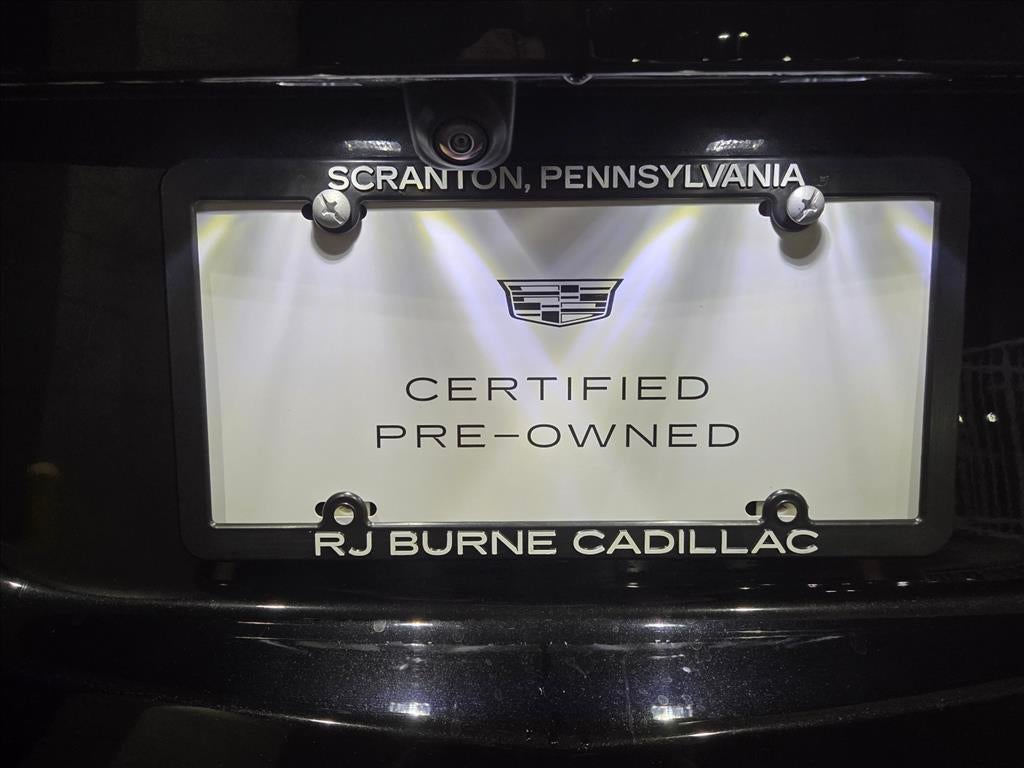 SCRANTON, PENNSYLVANIA
CERTIFIED
PRE-OWNED
RJ BURNE CADILLAC